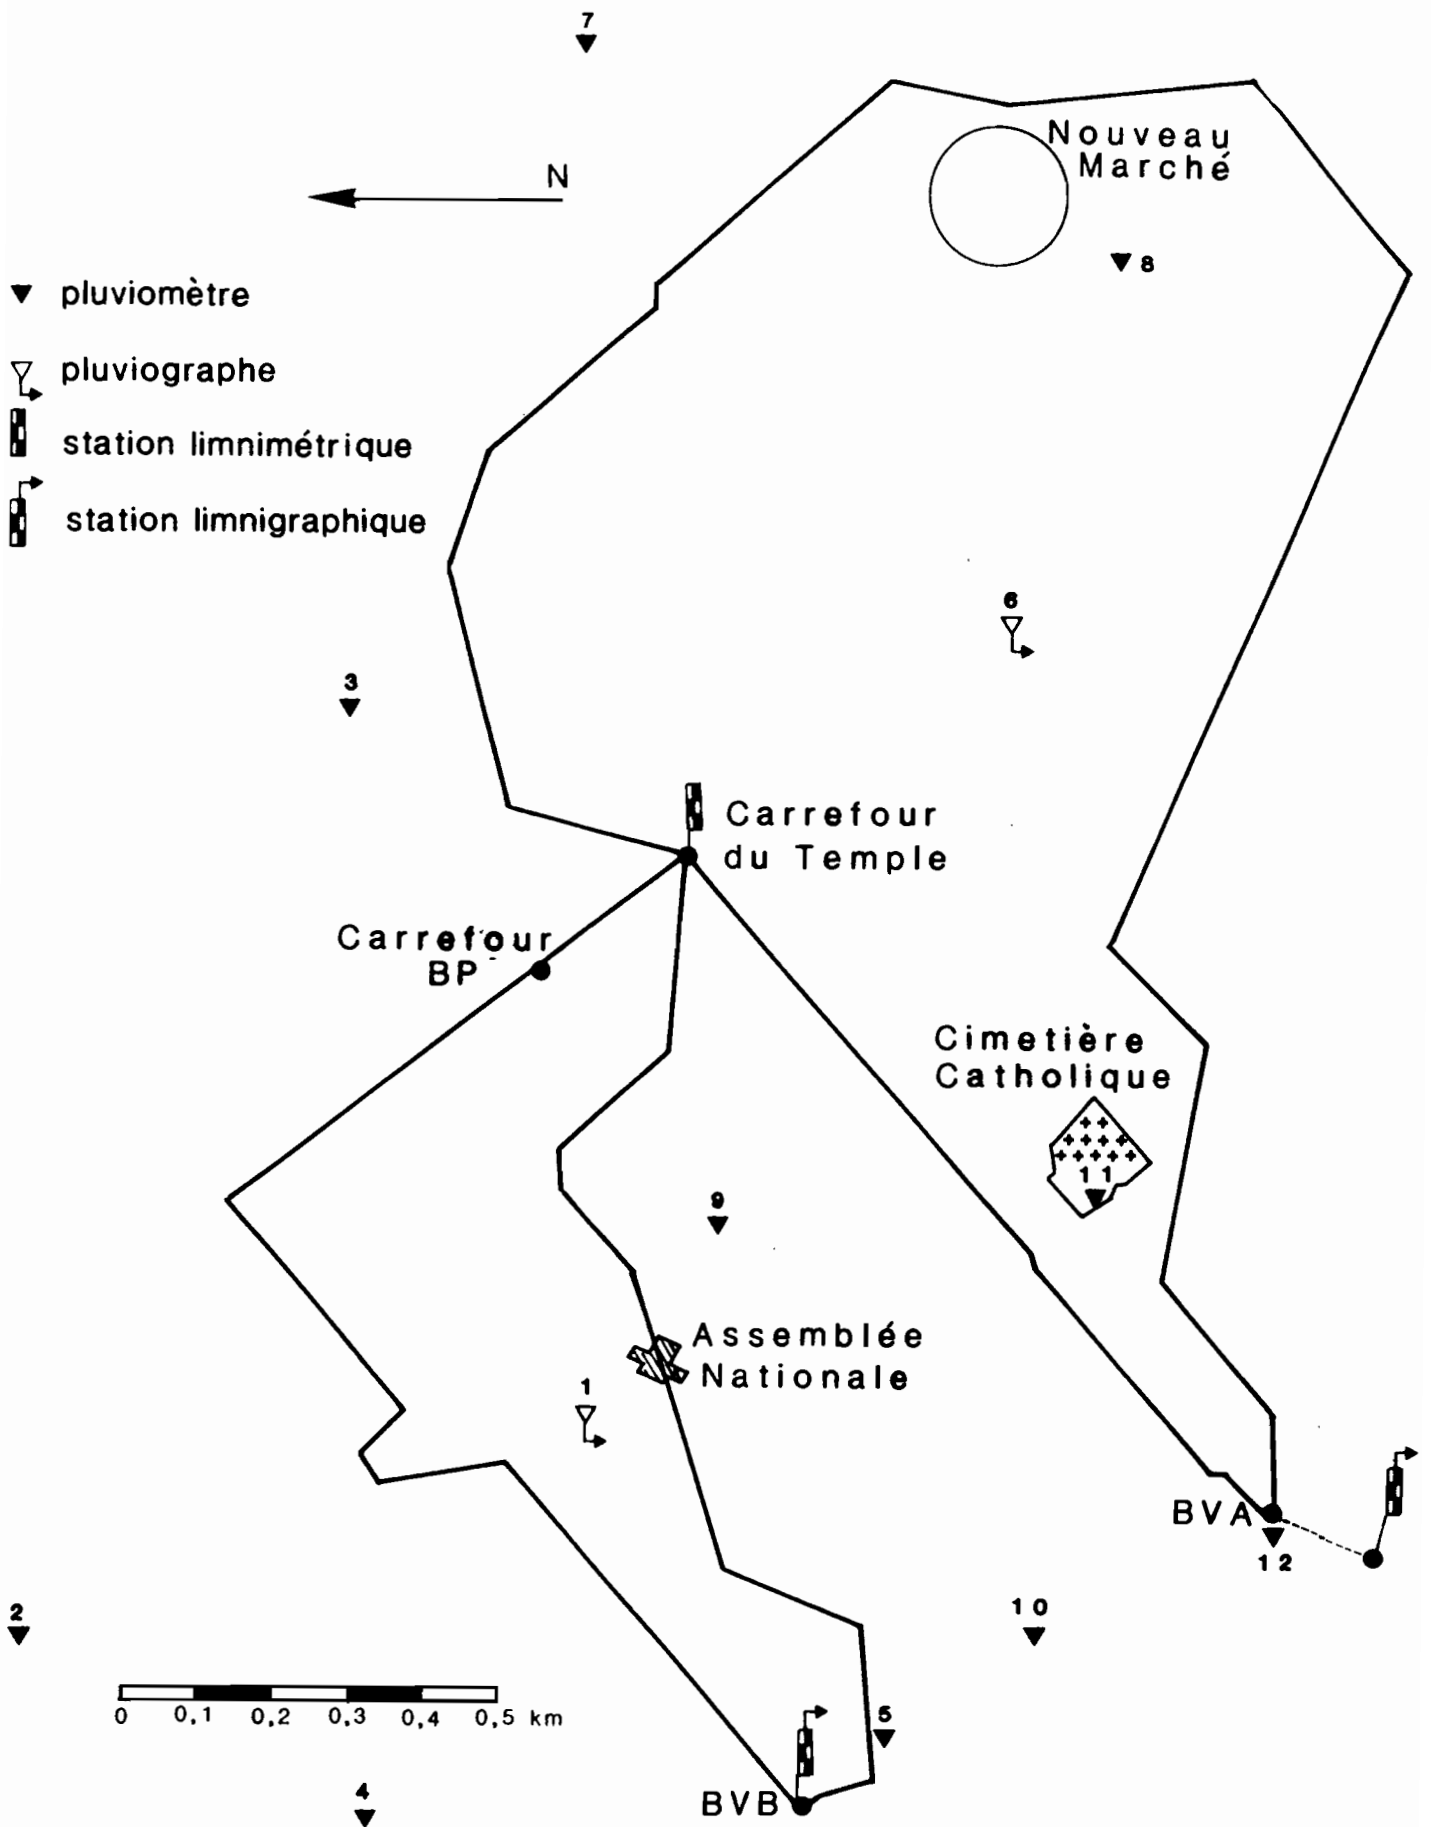 7
Nouveau
Marché
N
8
pluviomètre
pluviographe
station limnimétrique
station limnigraphique
6
3
Carrefour
du Temple
Carrefour
BP
Cimetière
Catholique
11
9
Assemblée
Nationale
1
BVA
12
2
10
0 0,1 0,2 0,3 0,4 0,5 km
5
4
BVB